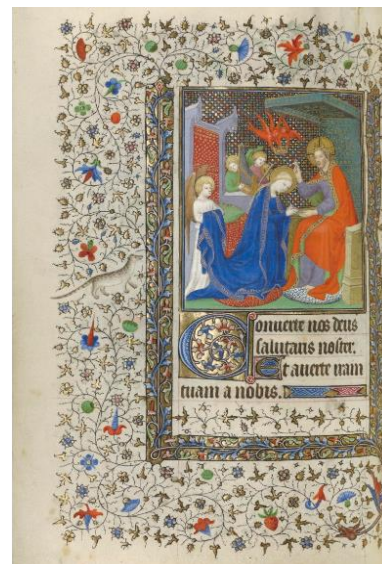 Conuerte nos deus
salutaris noster.
Et auerte iram
tuam a nobis.